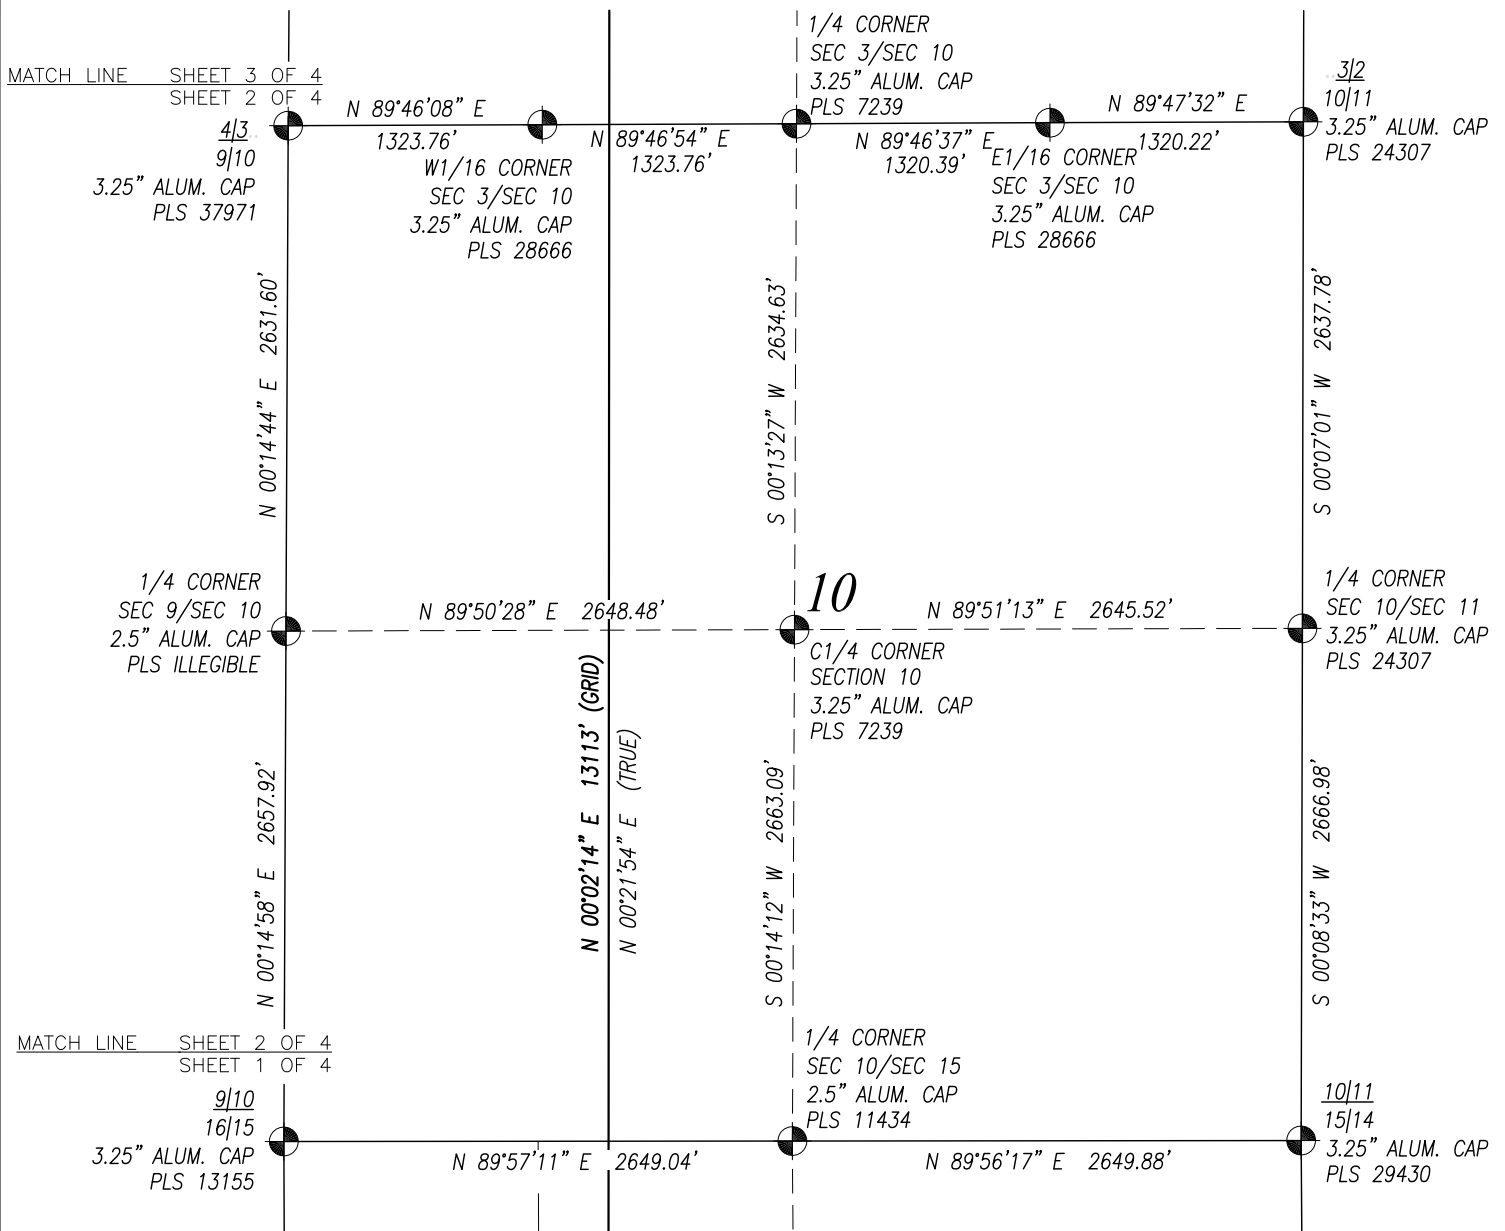 1/4 CORNER
SEC 3/SEC 10
3.25" ALUM. CAP
PLS 7239
MATCH LINE SHEET 3 OF 4
SHEET 2 OF 4
4|3
9|10
3.25" ALUM. CAP
PLS 37971
N 89°46'08" E
1323.76'
W1/16 CORNER
SEC 3/SEC 10
3.25" ALUM. CAP
PLS 28666
N 89°46'54" E
1323.76'
N 89°46'37" E
1320.39'
E1/16 CORNER
SEC 3/SEC 10
3.25" ALUM. CAP
PLS 28666
N 89°47'32" E
1320.22'
3|2
10|11
3.25" ALUM. CAP
PLS 24307
N 00°14'44" E 2631.60'
S 00°13'27" W 2634.63'
S 00°07'01" W 2637.78'
1/4 CORNER
SEC 9/SEC 10
2.5" ALUM. CAP
PLS ILLEGIBLE
N 89°50'28" E 2648.48'
10
C1/4 CORNER
SECTION 10
3.25" ALUM. CAP
PLS 7239
N 89°51'13" E 2645.52'
1/4 CORNER
SEC 10/SEC 11
3.25" ALUM. CAP
PLS 24307
N 00°14'58" E 2657.92'
N 00°02'14" E 13113' (GRID)
N 00°21'54" E (TRUE)
S 00°14'12" W 2663.09'
S 00°08'33" W 2666.98'
MATCH LINE SHEET 2 OF 4
SHEET 1 OF 4
9|10
16|15
3.25" ALUM. CAP
PLS 13155
N 89°57'11" E 2649.04'
1/4 CORNER
SEC 10/SEC 15
2.5" ALUM. CAP
PLS 11434
N 89°56'17" E 2649.88'
10|11
15|14
3.25" ALUM. CAP
PLS 29430